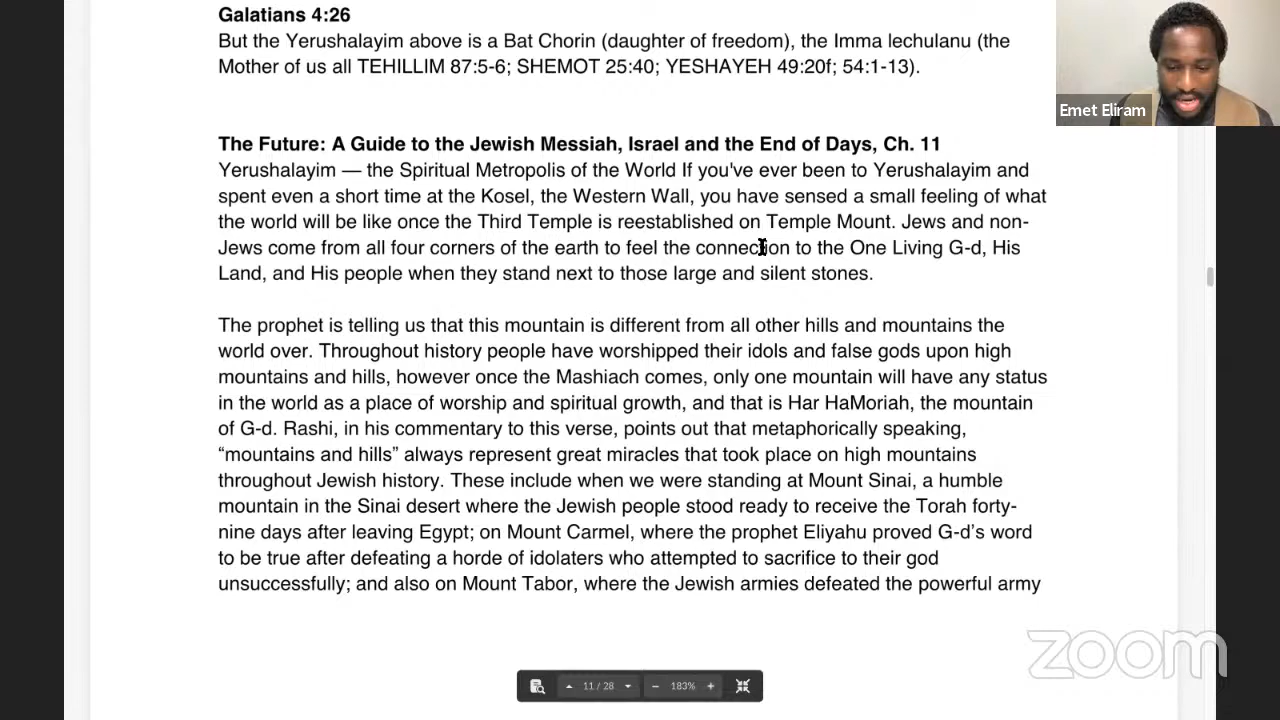 Galatians 4:26
But the Yerushalayim above is a Bat Chorin (daughter of freedom), the Imma lechulanu (the
Mother of us all TEHILLIM 87:5-6; SHEMOT 25:40; YESHAYEH 49:20f; 54:1-13).
Emet Eliram
The Future: A Guide to the Jewish Messiah, Israel and the End of Days, Ch. 11
Yerushalayim — the Spiritual Metropolis of the World If you've ever been to Yerushalayim and
spent even a short time at the Kosel, the Western Wall, you have sensed a small feeling of what
the world will be like once the Third Temple is reestablished on Temple Mount. Jews and non-
Jews come from all four corners of the earth to feel the connection to the One Living G-d, His
Land, and His people when they stand next to those large and silent stones.
The prophet is telling us that this mountain is different from all other hills and mountains the
world over. Throughout history people have worshipped their idols and false gods upon high
mountains and hills, however once the Mashiach comes, only one mountain will have any status
in the world as a place of worship and spiritual growth, and that is Har HaMoriah, the mountain
of G-d. Rashi, in his commentary to this verse, points out that metaphorically speaking,
“mountains and hills” always represent great miracles that took place on high mountains
throughout Jewish history. These include when we were standing at Mount Sinai, a humble
mountain in the Sinai desert where the Jewish people stood ready to receive the Torah forty-
nine days after leaving Egypt; on Mount Carmel, where the prophet Eliyahu proved G-d’s word
to be true after defeating a horde of idolaters who attempted to sacrifice to their god
unsuccessfully; and also on Mount Tabor, where the Jewish armies defeated the powerful army
zoom
11 / 28
183%